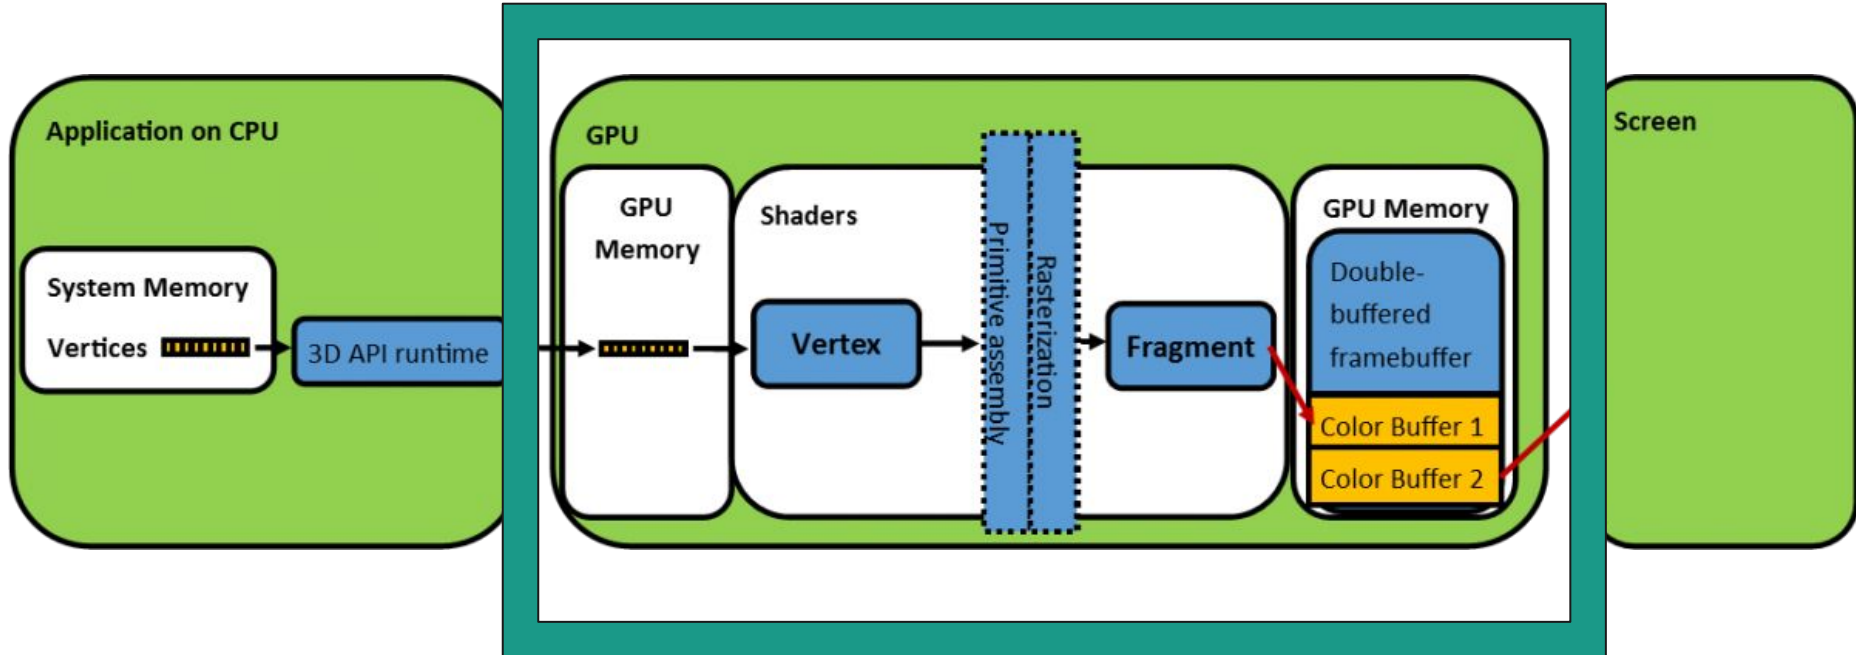 Application on CPU
System Memory
Vertices
3D API runtime
GPU
GPU
Memory
Shaders
Vertex
Primitive assembly
Rasterization
Fragment
GPU Memory
Double-
buffered
framebuffer
Color Buffer 1
Color Buffer 2
Screen